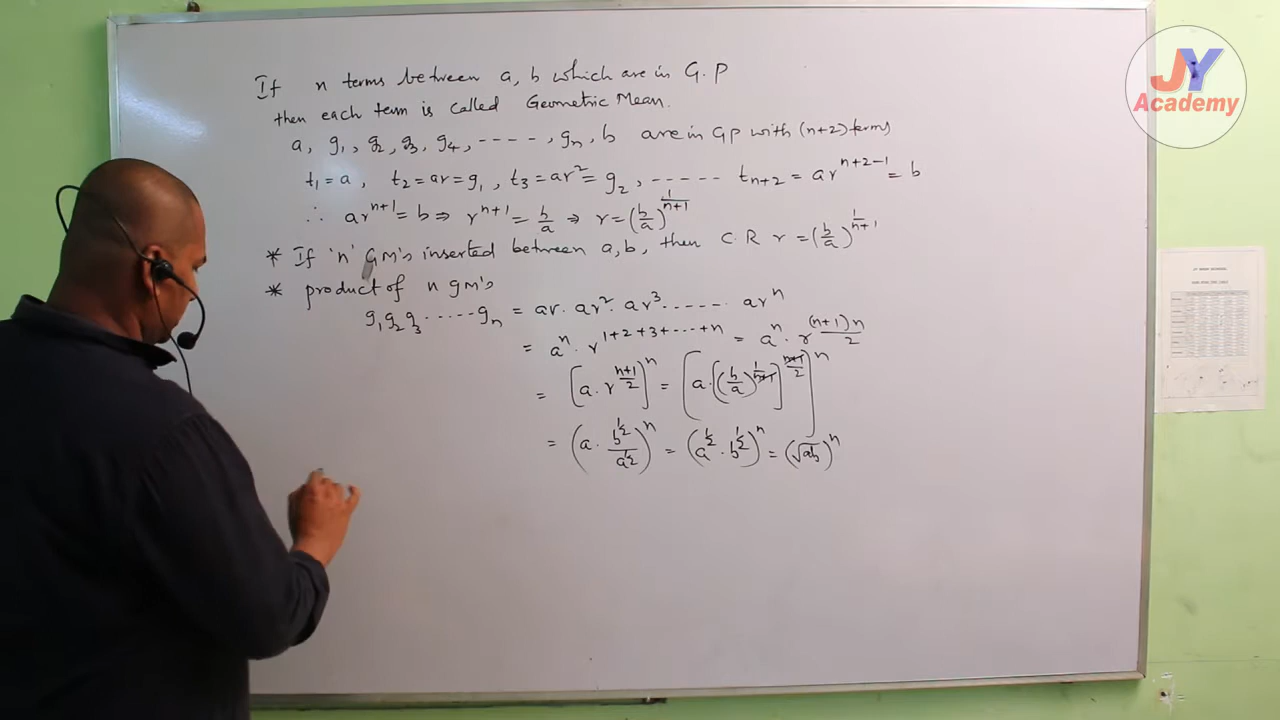 JY
Academy
If n terms between a, b which are in G.P
then each term is called Geometric Mean.
a, g₁, g₂, g₃, g₄, -----, gₙ, b are in GP with (n+2) terms
t₁ = a, t₂ = ar = g₁, t₃ = ar² = g₂, ------ tₙ₊₂ = ar^(n+2-1) = b
∴ ar^(n+1) = b ⇒ r^(n+1) = b/a ⇒ r = (b/a)^(1/(n+1))
* If 'n' GM's inserted between a, b, then C.R r = (b/a)^(1/(n+1))
* product of n gm's
g₁g₂g₃ ...... gₙ = ar · ar² · ar³ ....... arⁿ
= aⁿ · r^(1+2+3+----+n) = aⁿ · r^((n+1)n/2)
= [a · r^((n+1)/2)]ⁿ = [a · [(b/a)^(1/(n+1))]^((n+1)/2)]ⁿ
= (a · b^(1/2)/a^(1/2))ⁿ = (a^(1/2) · b^(1/2))ⁿ = (√ab)ⁿ